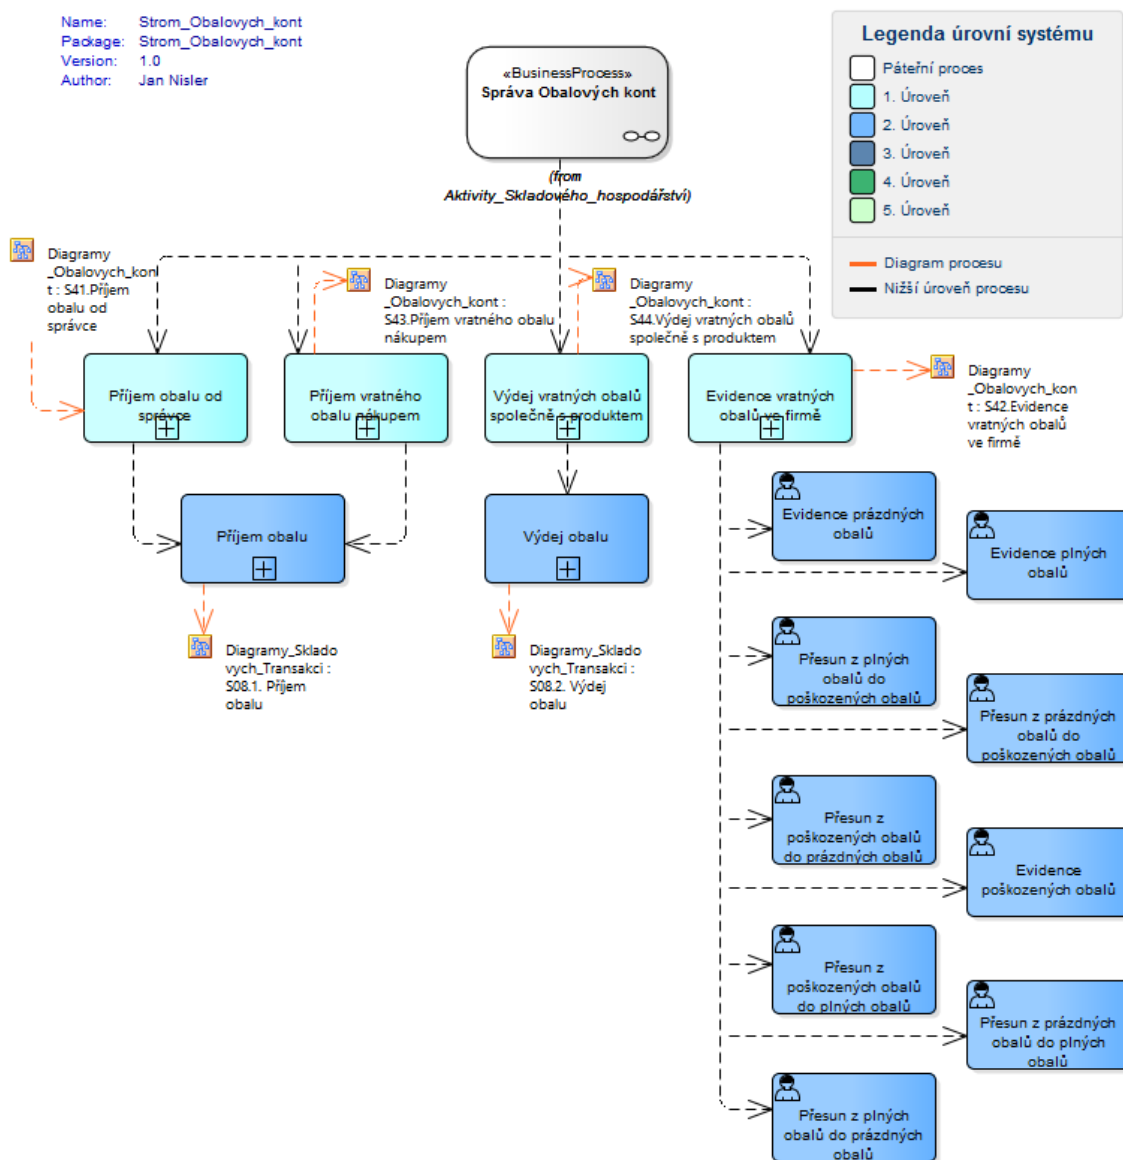 Name: Strom_Obalovych_kont
Package: Strom_Obalovych_kont
Version: 1.0
Author: Jan Nisler
«BusinessProcess»
Správa Obalových kont
(from
Aktivity_Skladového_hospodářství)
Legenda úrovní systému
Páteřní proces
1. Úroveň
2. Úroveň
3. Úroveň
4. Úroveň
5. Úroveň
Diagram procesu
Nižší úroveň procesu
Diagramy
_Obalovych_kon
t : S41.Příjem
obalu od
správce
Diagramy
_Obalovych_kont :
S43.Příjem vratného obalu
nákupem
Diagramy
_Obalovych_kont :
S44.Výdej vratných obalů
společně s produktem
Diagramy
_Obalovych_kon
t : S42.Evidence
vratných obalů
ve firmě
Příjem obalu od
správce
Příjem vratného
obalu nákupem
Výdej vratných obalů
společně s produktem
Evidence vratných
obalů ve firmě
Příjem obalu
Výdej obalu
Diagramy_Sklado
vych_Transakci :
S08.1. Příjem
obalu
Diagramy_Sklado
vych_Transakci :
S08.2. Výdej
obalu
Evidence prázdných
obalů
Evidence plných
obalů
Přesun z plných
obalů do
poškozených obalů
Přesun z prázdných
obalů do
poškozených obalů
Přesun z
poškozených obalů
do prázdných obalů
Evidence
poškozených obalů
Přesun z
poškozených obalů
do plných obalů
Přesun z prázdných
obalů do plných
obalů
Přesun z plných
obalů do prázdných
obalů